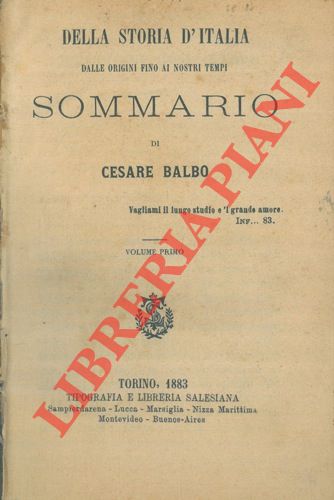 DELLA STORIA D'ITALIA
DALLE ORIGINI FINO AI NOSTRI TEMPI
SOMMARIO
DI
CESARE BALBO
Vagliami il lungo studio e 'l grande amore.
INF... 83.
VOLUME PRIMO
TORINO, 1883
TIPOGRAFIA E LIBRERIA SALESIANA
Sampierdarena - Lucca - Marsiglia - Nizza Marittima
Montevideo - Buenos-Aires
LIBRERIA PIANI